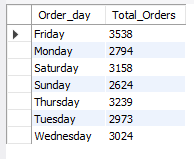 Order_day Total_Orders
Friday 3538
Monday 2794
Saturday 3158
Sunday 2624
Thursday 3239
Tuesday 2973
Wednesday 3024